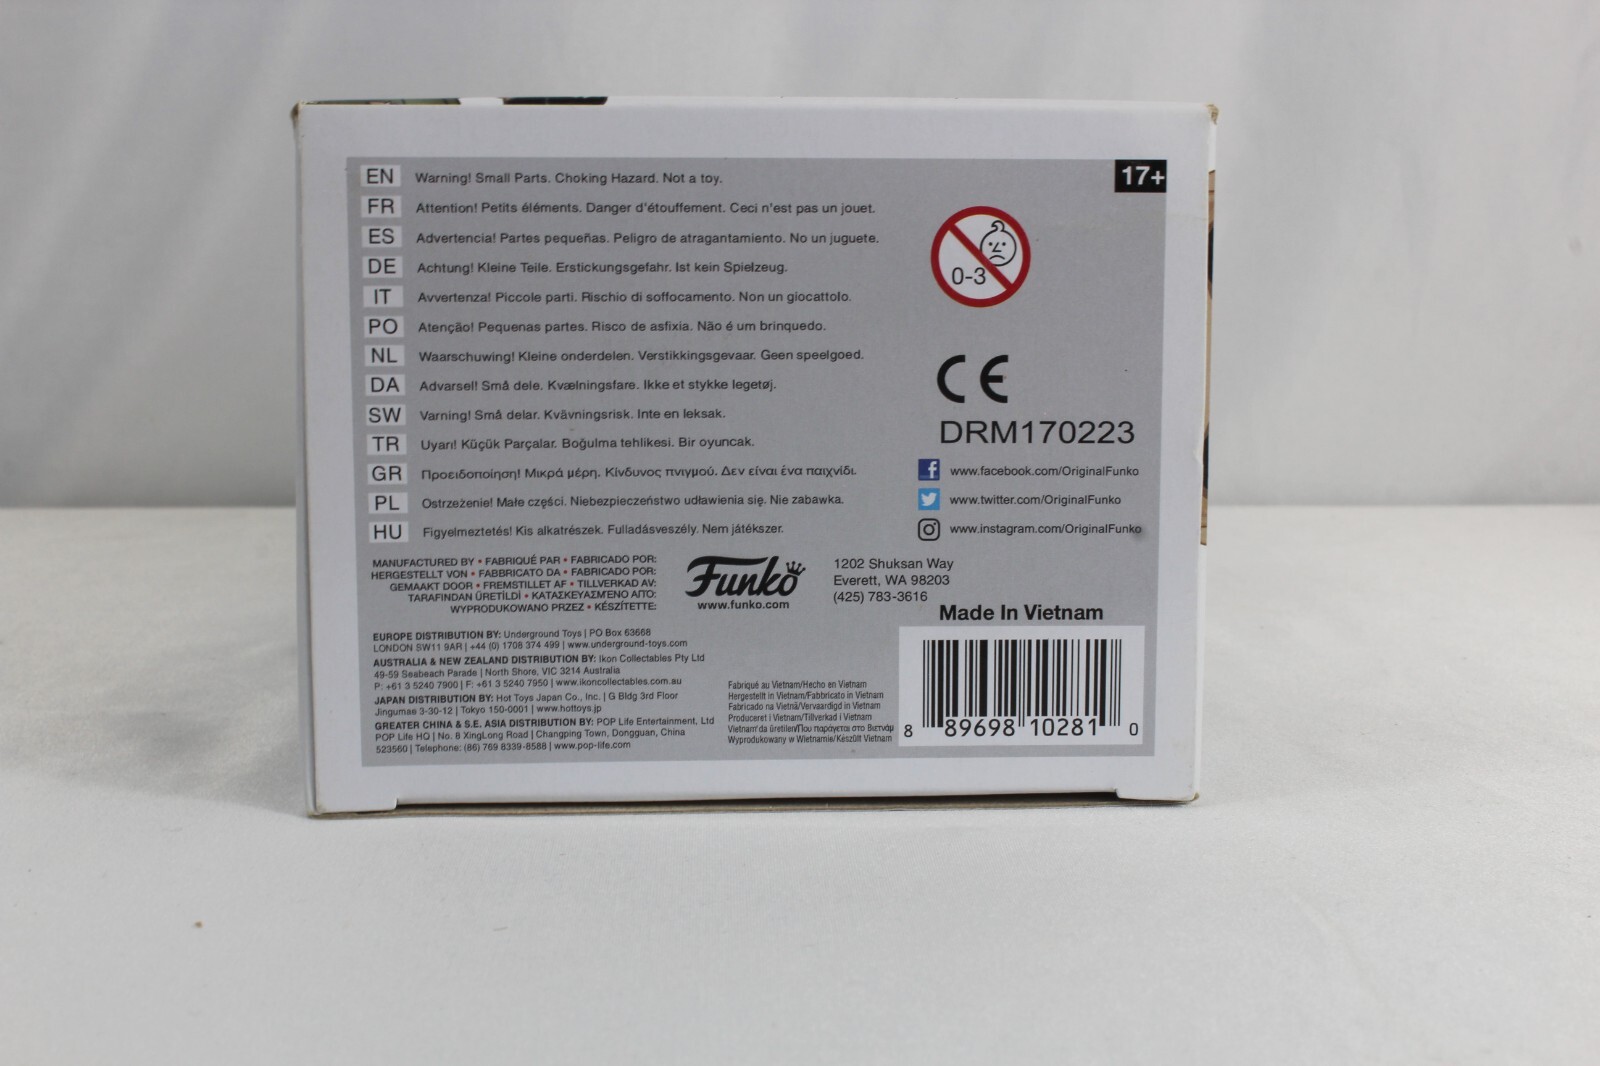 EN Warning! Small Parts. Choking Hazard. Not a toy.
FR Attention! Petits éléments. Danger d'étouffement. Ceci n'est pas un jouet.
ES Advertencia! Partes pequeñas. Peligro de atragantamiento. No un juguete.
DE Achtung! Kleine Teile. Erstickungsgefahr. Ist kein Spielzeug.
IT Avvertenza! Piccole parti. Rischio di soffocamento. Non un giocattolo.
PO Atenção! Pequenas partes. Risco de asfixia. Não é um brinquedo.
NL Waarschuwing! Kleine onderdelen. Verstikkingsgevaar. Geen speelgoed.
DA Advarsel! Små dele. Kvælningsfare. Ikke et stykke legetøj.
SW Varning! Små delar. Kvävningsrisk. Inte en leksak.
TR Uyarı! Küçük Parçalar. Boğulma tehlikesi. Bir oyuncak.
GR Προειδοποίηση! Μικρά μέρη. Κίνδυνος πνιγμού. Δεν είναι ένα παιχνίδι.
PL Ostrzeżenie! Małe części. Niebezpieczeństwo udławienia się. Nie zabawka.
HU Figyelmeztetés! Kis alkatrészek. Fulladásveszély. Nem játékszer.
17+
0-3
CE
DRM170223
www.facebook.com/OriginalFunko
www.twitter.com/OriginalFunko
www.instagram.com/OriginalFunko
MANUFACTURED BY • FABRIQUÉ PAR • FABRICADO POR:
HERGESTELLT VON • FABBRICATO DA • FABRICADO POR:
GEMAAKT DOOR • FREMSTILLET AF • TILLVERKAD AV:
TARAFINDAN ÜRETİLDİ • ΚΑΤΑΣΚΕΥΑΣΜΈΝΟ ΑΠΌ:
WYPRODUKOWANO PRZEZ • KÉSZÍTETTE:
Funko
www.funko.com
1202 Shuksan Way
Everett, WA 98203
(425) 783-3616
Made In Vietnam
EUROPE DISTRIBUTION BY: Underground Toys | PO Box 63668
LONDON SW11 9AR | +44 (0) 1708 374 499 | www.underground-toys.com
AUSTRALIA & NEW ZEALAND DISTRIBUTION BY: Ikon Collectables Pty Ltd
49-59 Seabeach Parade | North Shore, VIC 3214 Australia
P: +61 3 5240 7900 | F: +61 3 5240 7950 | www.ikoncollectables.com.au
JAPAN DISTRIBUTION BY: Hot Toys Japan Co., Inc. | G Bldg 3rd Floor
Jingumae 3-30-12 | Tokyo 150-0001 | www.hottoys.jp
GREATER CHINA & S.E. ASIA DISTRIBUTION BY: POP Life Entertainment, Ltd
POP Life HQ | No. 8 XingLong Road | Changping Town, Dongguan, China
523560 | Telephone: (86) 769 8339-8588 | www.pop-life.com
Fabriqué au Vietnam/Hecho en Vietnam
Hergestellt in Vietnam/Fabbricato in Vietnam
Fabricado na Vietnã/Vervaardigd in Vietnam
Produceret i Vietnam/Tillverkad i Vietnam
Vietnam'da üretilen/Που παράγεται στο Βιετνάμ
Wyprodukowany w Wietnamie/Készült Vietnam
8 89698 10281 0